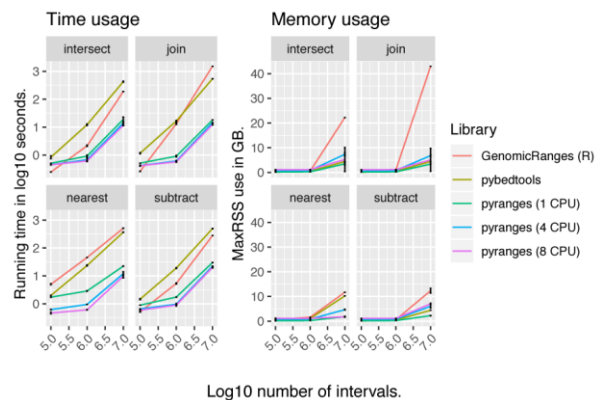 Time usage
Memory usage
intersect
join
intersect
join
nearest
subtract
nearest
subtract
Running time in log10 seconds.
3
2
1
0
3
2
1
0
MaxRSS use in GB.
40
30
20
10
0
40
30
20
10
0
5.0 5.5 6.0 6.5 7.0
5.0 5.5 6.0 6.5 7.0
5.0 5.5 6.0 6.5 7.0
5.0 5.5 6.0 6.5 7.0
Log10 number of intervals.
Library
GenomicRanges (R)
pybedtools
pyranges (1 CPU)
pyranges (4 CPU)
pyranges (8 CPU)